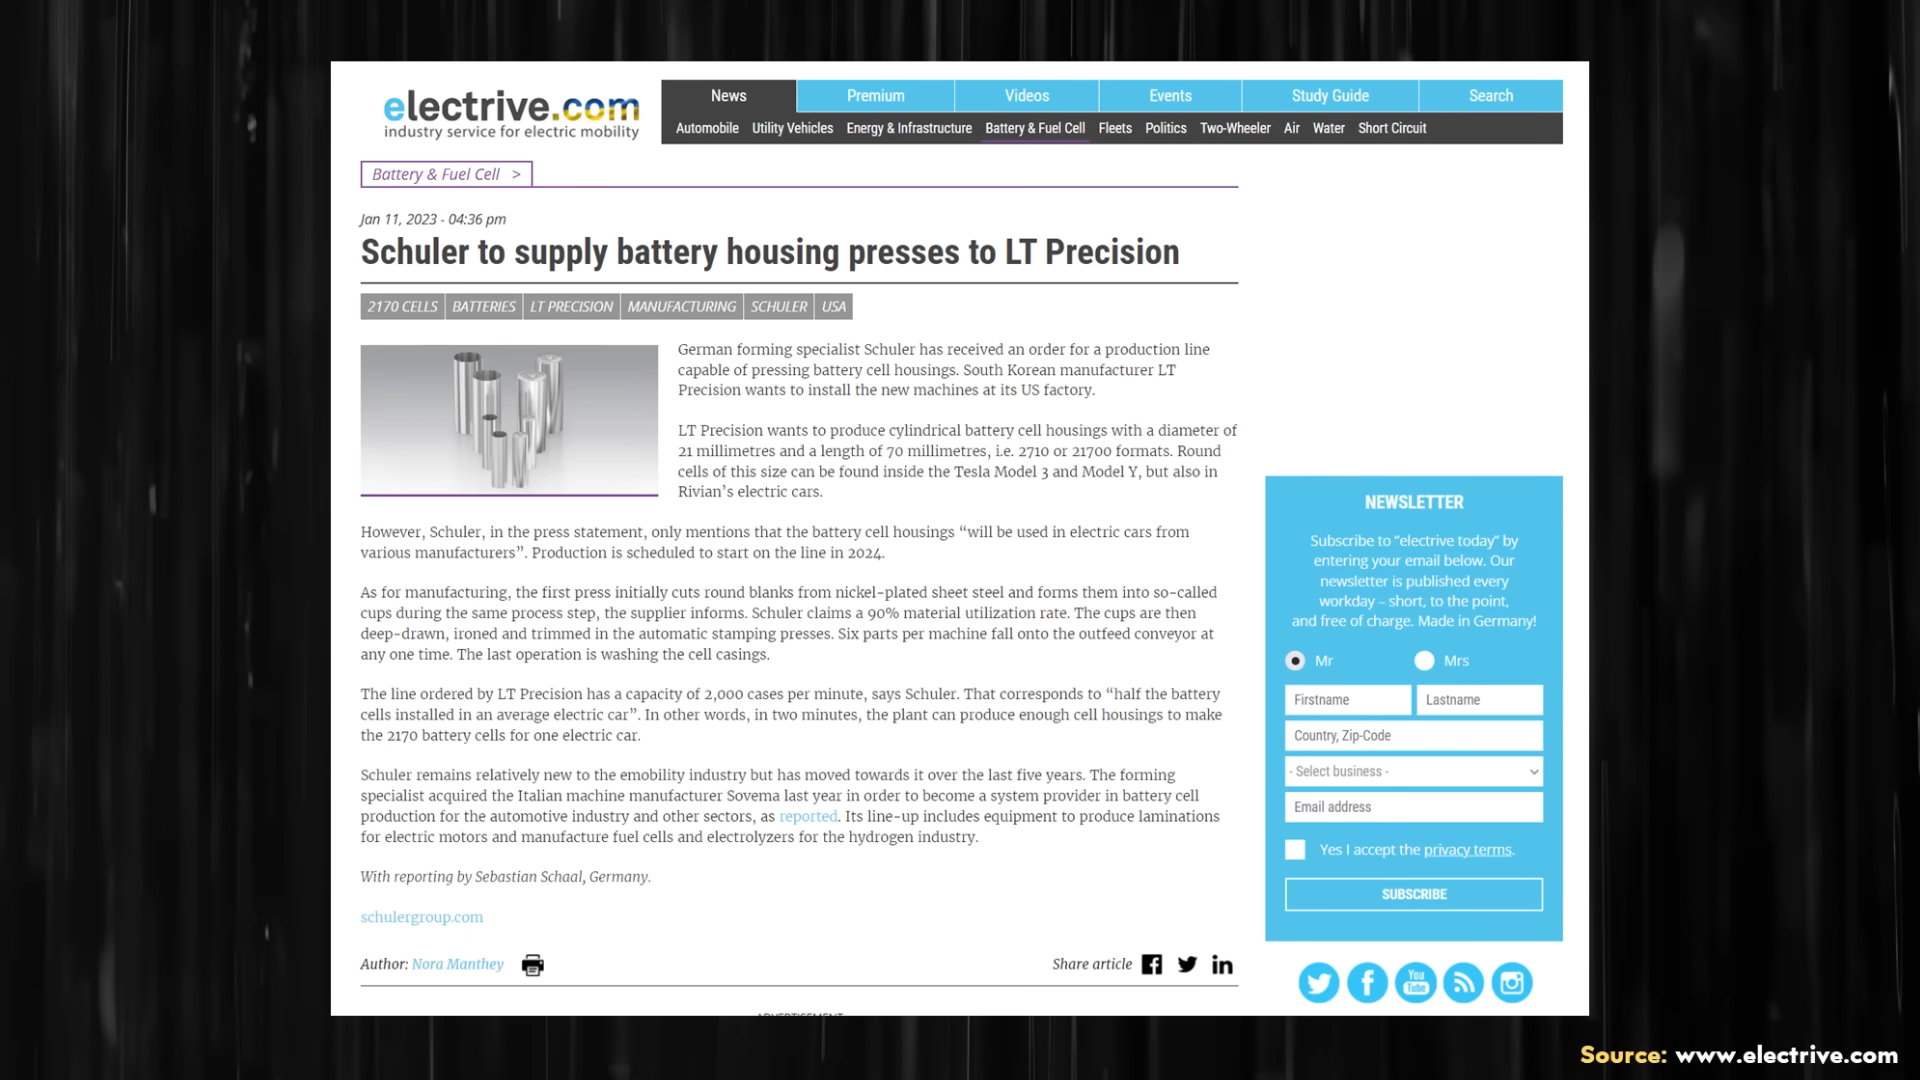 electrive.com
industry service for electric mobility
News Premium Videos Events Study Guide Search
Automobile Utility Vehicles Energy & Infrastructure Battery & Fuel Cell Fleets Politics Two-Wheeler Air Water Short Circuit
Battery & Fuel Cell >
Jan 11, 2023 - 04:36 pm
Schuler to supply battery housing presses to LT Precision
2170 CELLS BATTERIES LT PRECISION MANUFACTURING SCHULER USA
German forming specialist Schuler has received an order for a production line
capable of pressing battery cell housings. South Korean manufacturer LT
Precision wants to install the new machines at its US factory.
LT Precision wants to produce cylindrical battery cell housings with a diameter of
21 millimetres and a length of 70 millimetres, i.e. 2710 or 21700 formats. Round
cells of this size can be found inside the Tesla Model 3 and Model Y, but also in
Rivian’s electric cars.
However, Schuler, in the press statement, only mentions that the battery cell housings “will be used in electric cars from
various manufacturers”. Production is scheduled to start on the line in 2024.
As for manufacturing, the first press initially cuts round blanks from nickel-plated sheet steel and forms them into so-called
cups during the same process step, the supplier informs. Schuler claims a 90% material utilization rate. The cups are then
deep-drawn, ironed and trimmed in the automatic stamping presses. Six parts per machine fall onto the outfeed conveyor at
any one time. The last operation is washing the cell casings.
The line ordered by LT Precision has a capacity of 2,000 cases per minute, says Schuler. That corresponds to “half the battery
cells installed in an average electric car”. In other words, in two minutes, the plant can produce enough cell housings to make
the 2170 battery cells for one electric car.
Schuler remains relatively new to the emobility industry but has moved towards it over the last five years. The forming
specialist acquired the Italian machine manufacturer Sovema last year in order to become a system provider in battery cell
production for the automotive industry and other sectors, as reported. Its line-up includes equipment to produce laminations
for electric motors and manufacture fuel cells and electrolyzers for the hydrogen industry.
With reporting by Sebastian Schaal, Germany.
schulergroup.com
Author: Nora Manthey
Share article
ADVERTISEMENT
NEWSLETTER
Subscribe to “electrive today” by
entering your email below. Our
newsletter is published every
workday – short, to the point,
and free of charge. Made in Germany!
Mr Mrs
Firstname Lastname
Country, Zip-Code
- Select business -
Email address
Yes I accept the privacy terms.
SUBSCRIBE
You Tube
Source: www.electrive.com